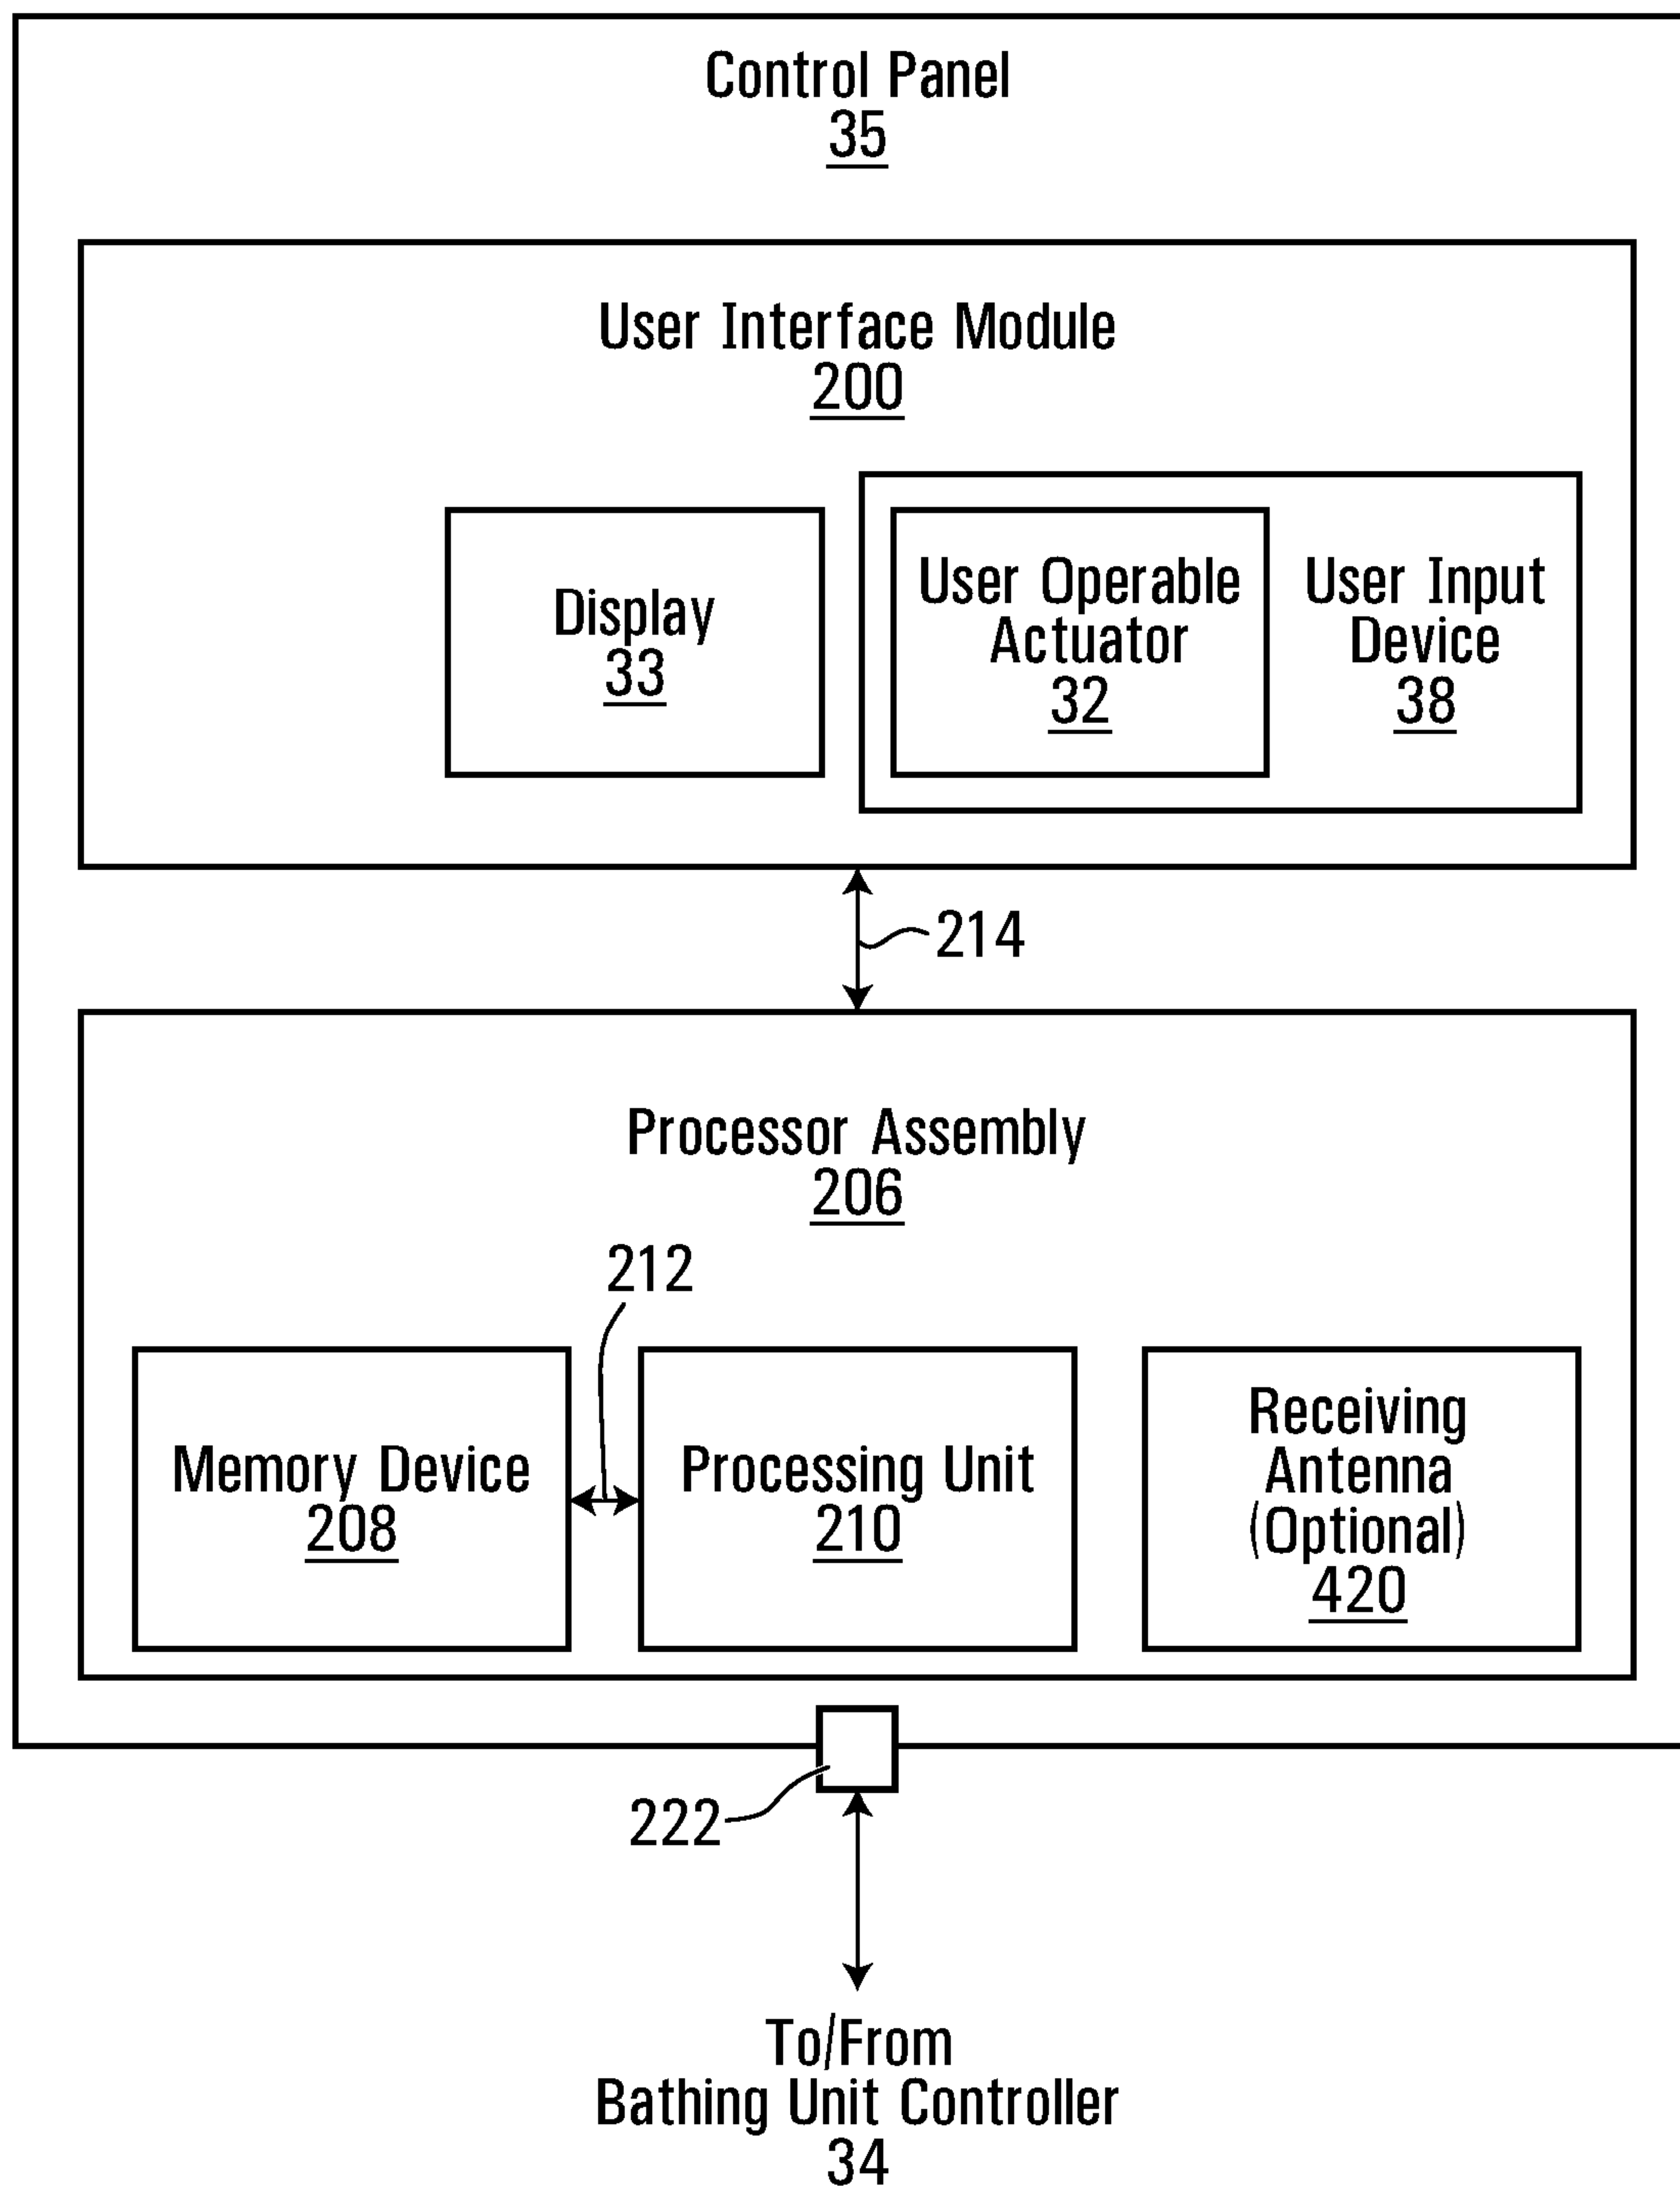 Control Panel
35
User Interface Module
200
Display
33
User Operable
Actuator
32
User Input
Device
38
214
Processor Assembly
206
212
Memory Device
208
Processing Unit
210
Receiving
Antenna
(Optional)
420
222
To/From
Bathing Unit Controller
34